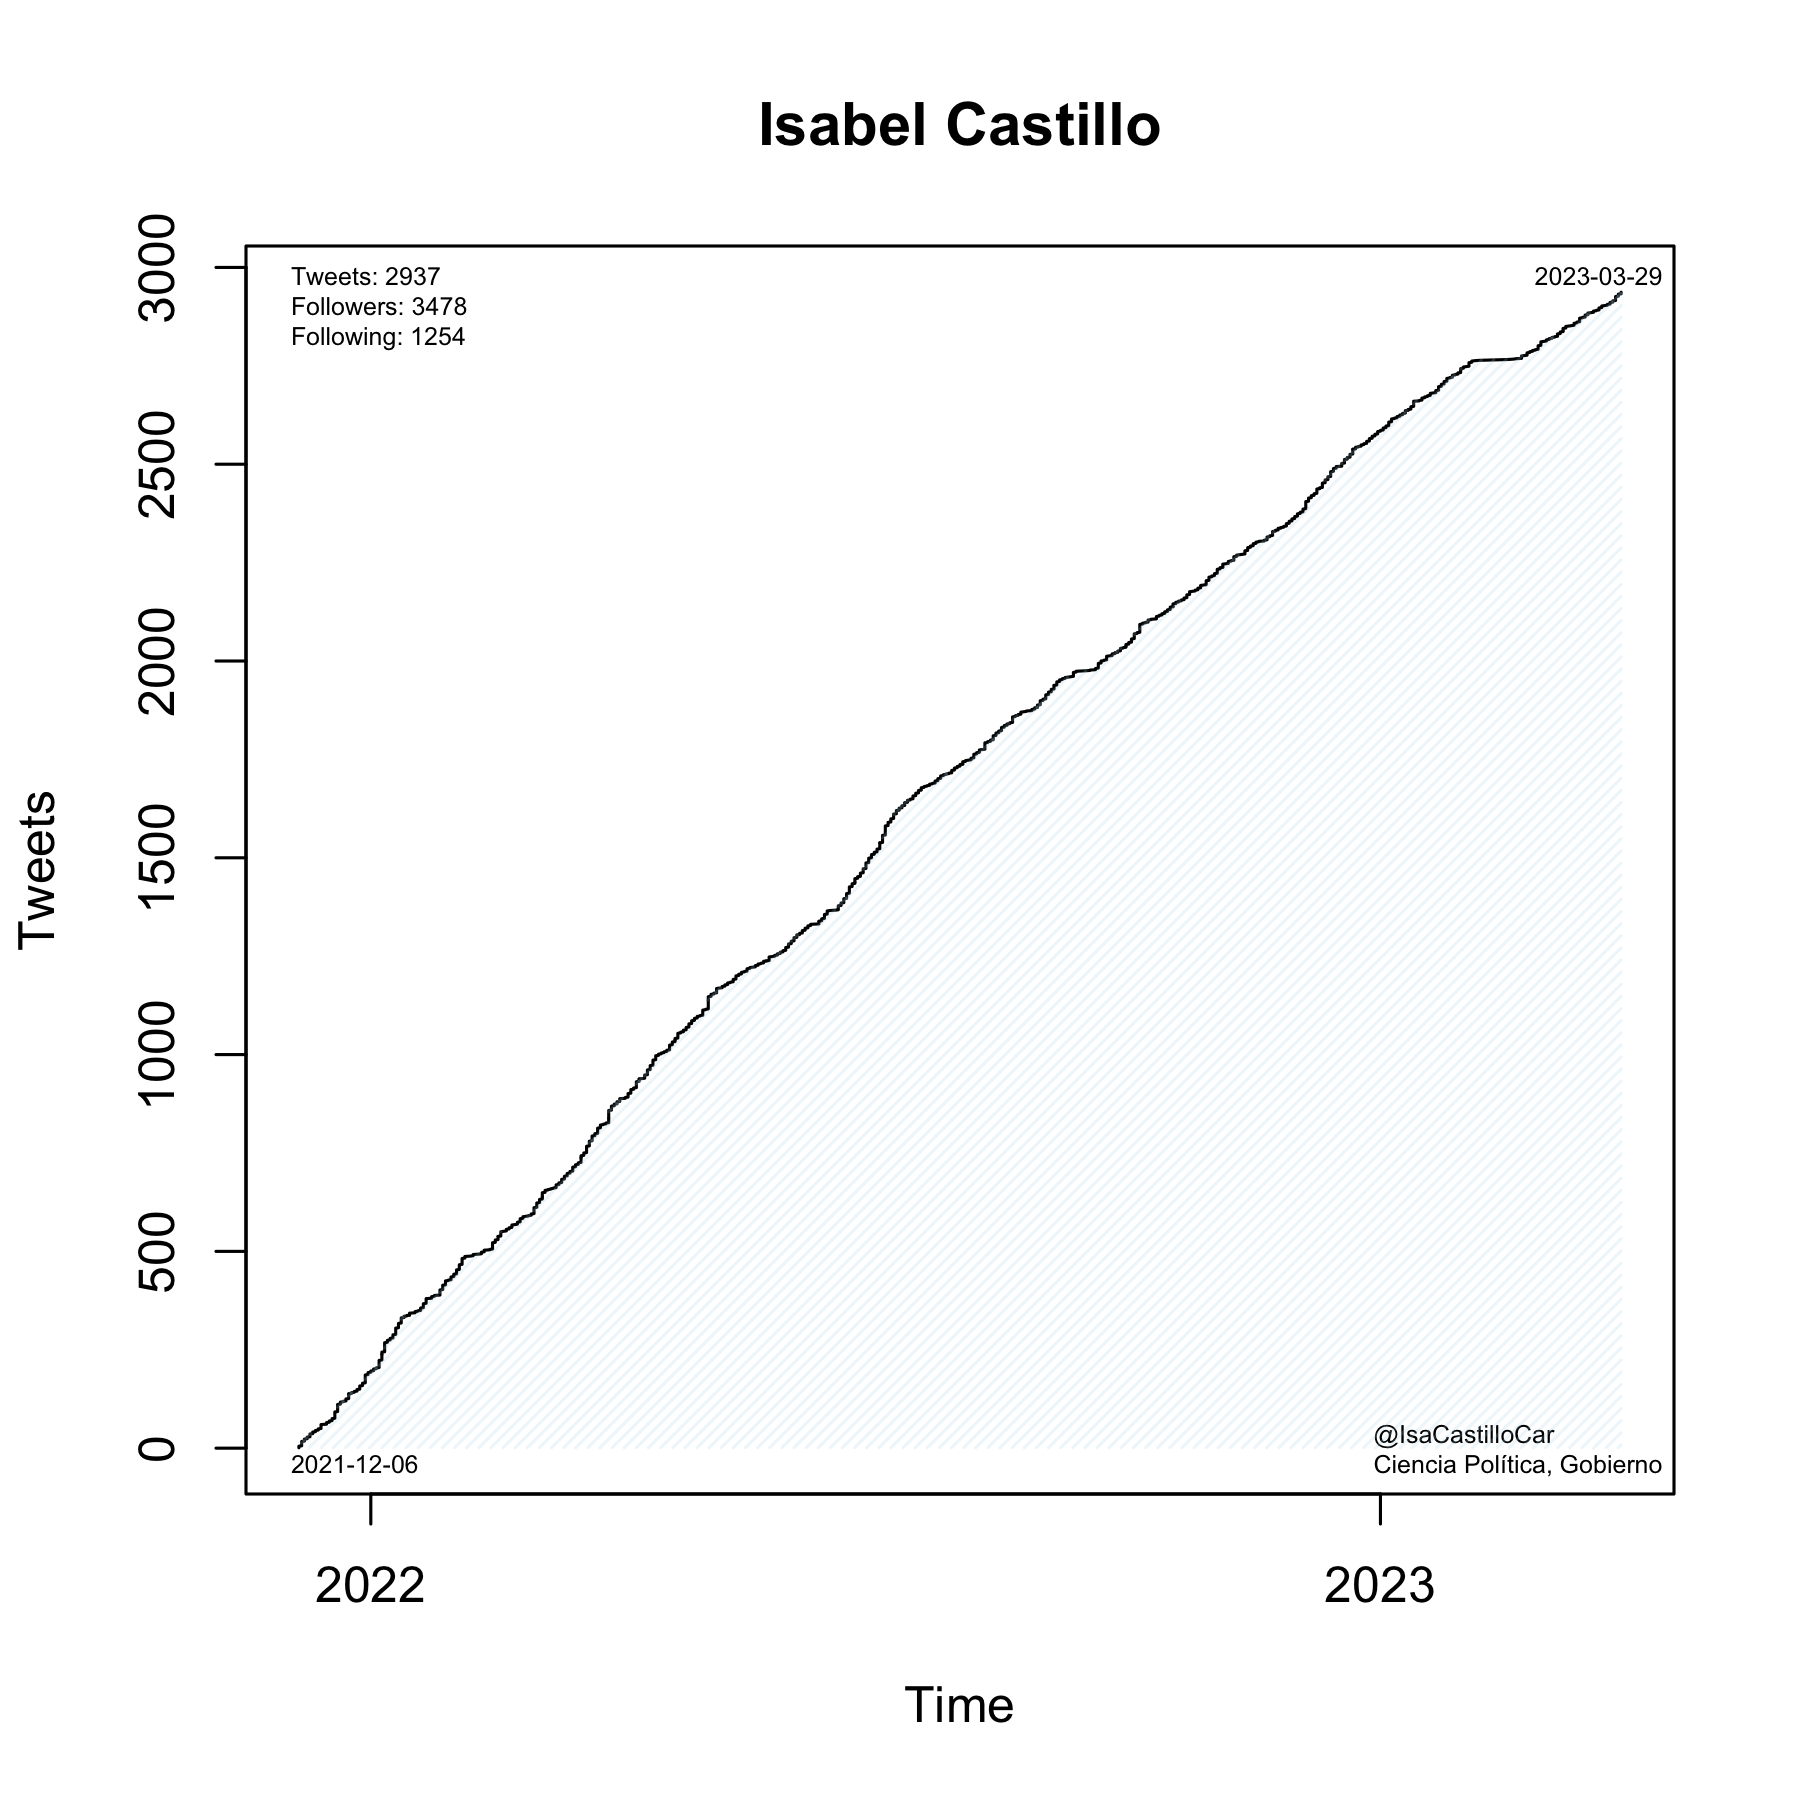 Isabel Castillo
Tweets: 2937
Followers: 3478
Following: 1254
2023-03-29
3000
2500
2000
1500
1000
500
0
Tweets
2021-12-06
@IsaCastilloCar
Ciencia Política, Gobierno
2022
2023
Time